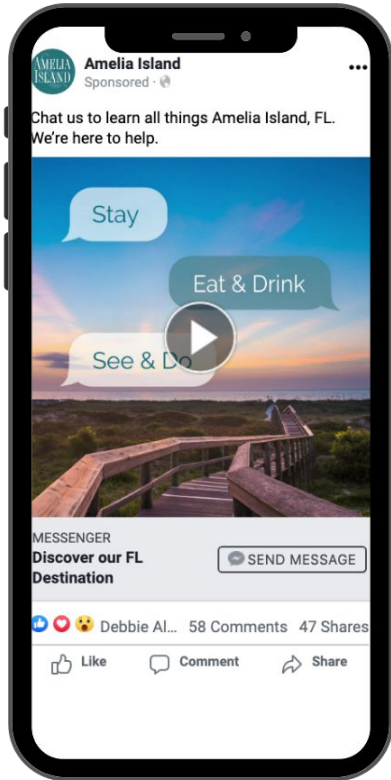 AMELIA
ISLAND
Amelia Island
Sponsored ·
Chat us to learn all things Amelia Island, FL.
We're here to help.
Stay
Eat & Drink
See & Do
MESSENGER
Discover our FL
Destination
SEND MESSAGE
Debbie Al... 58 Comments 47 Shares
Like Comment Share